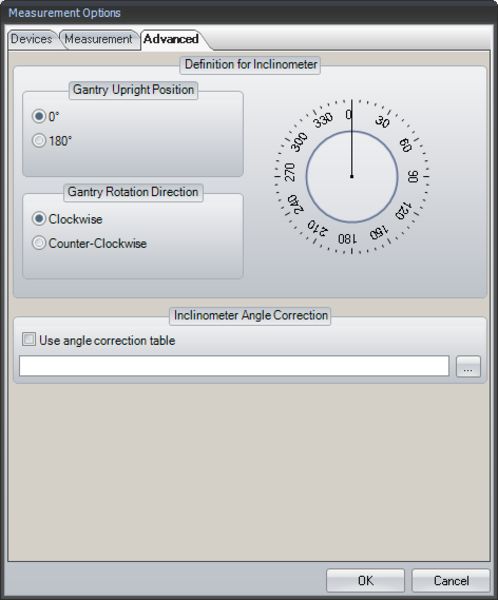 Measurement Options
Devices Measurement Advanced
Definition for Inclinometer
Gantry Upright Position
0°
180°
Gantry Rotation Direction
Clockwise
Counter-Clockwise
0
30
60
90
120
150
180
210
240
270
300
330
Inclinometer Angle Correction
Use angle correction table
...
OK Cancel